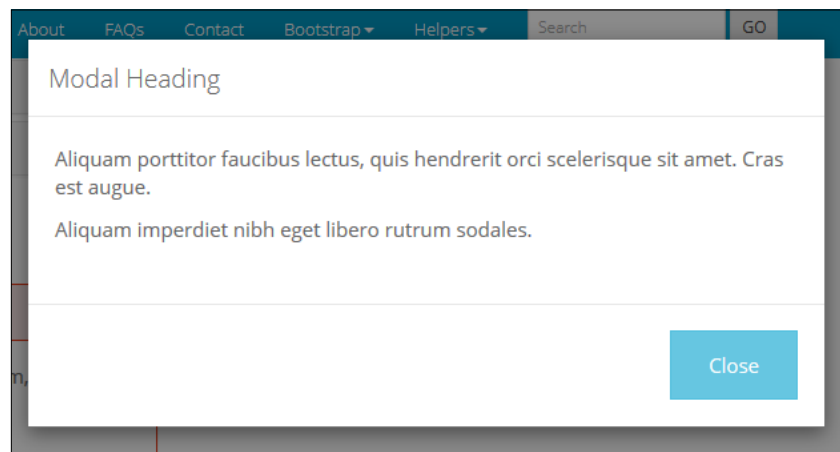 About FAQs Contact Bootstrap Helpers Search GO
Modal Heading
Aliquam porttitor faucibus lectus, quis hendrerit orci scelerisque sit amet. Cras
est augue.
Aliquam imperdiet nibh eget libero rutrum sodales.
Close